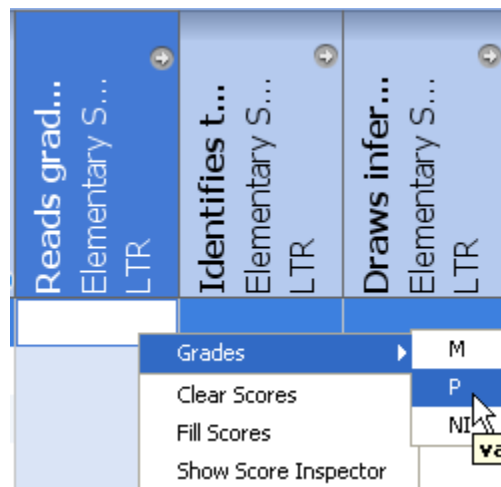 Reads grad...
Elementary S...
LTR
Identifies t...
Elementary S...
LTR
Draws infer...
Elementary S...
LTR
Grades
Clear Scores
Fill Scores
Show Score Inspector
M
P
NI